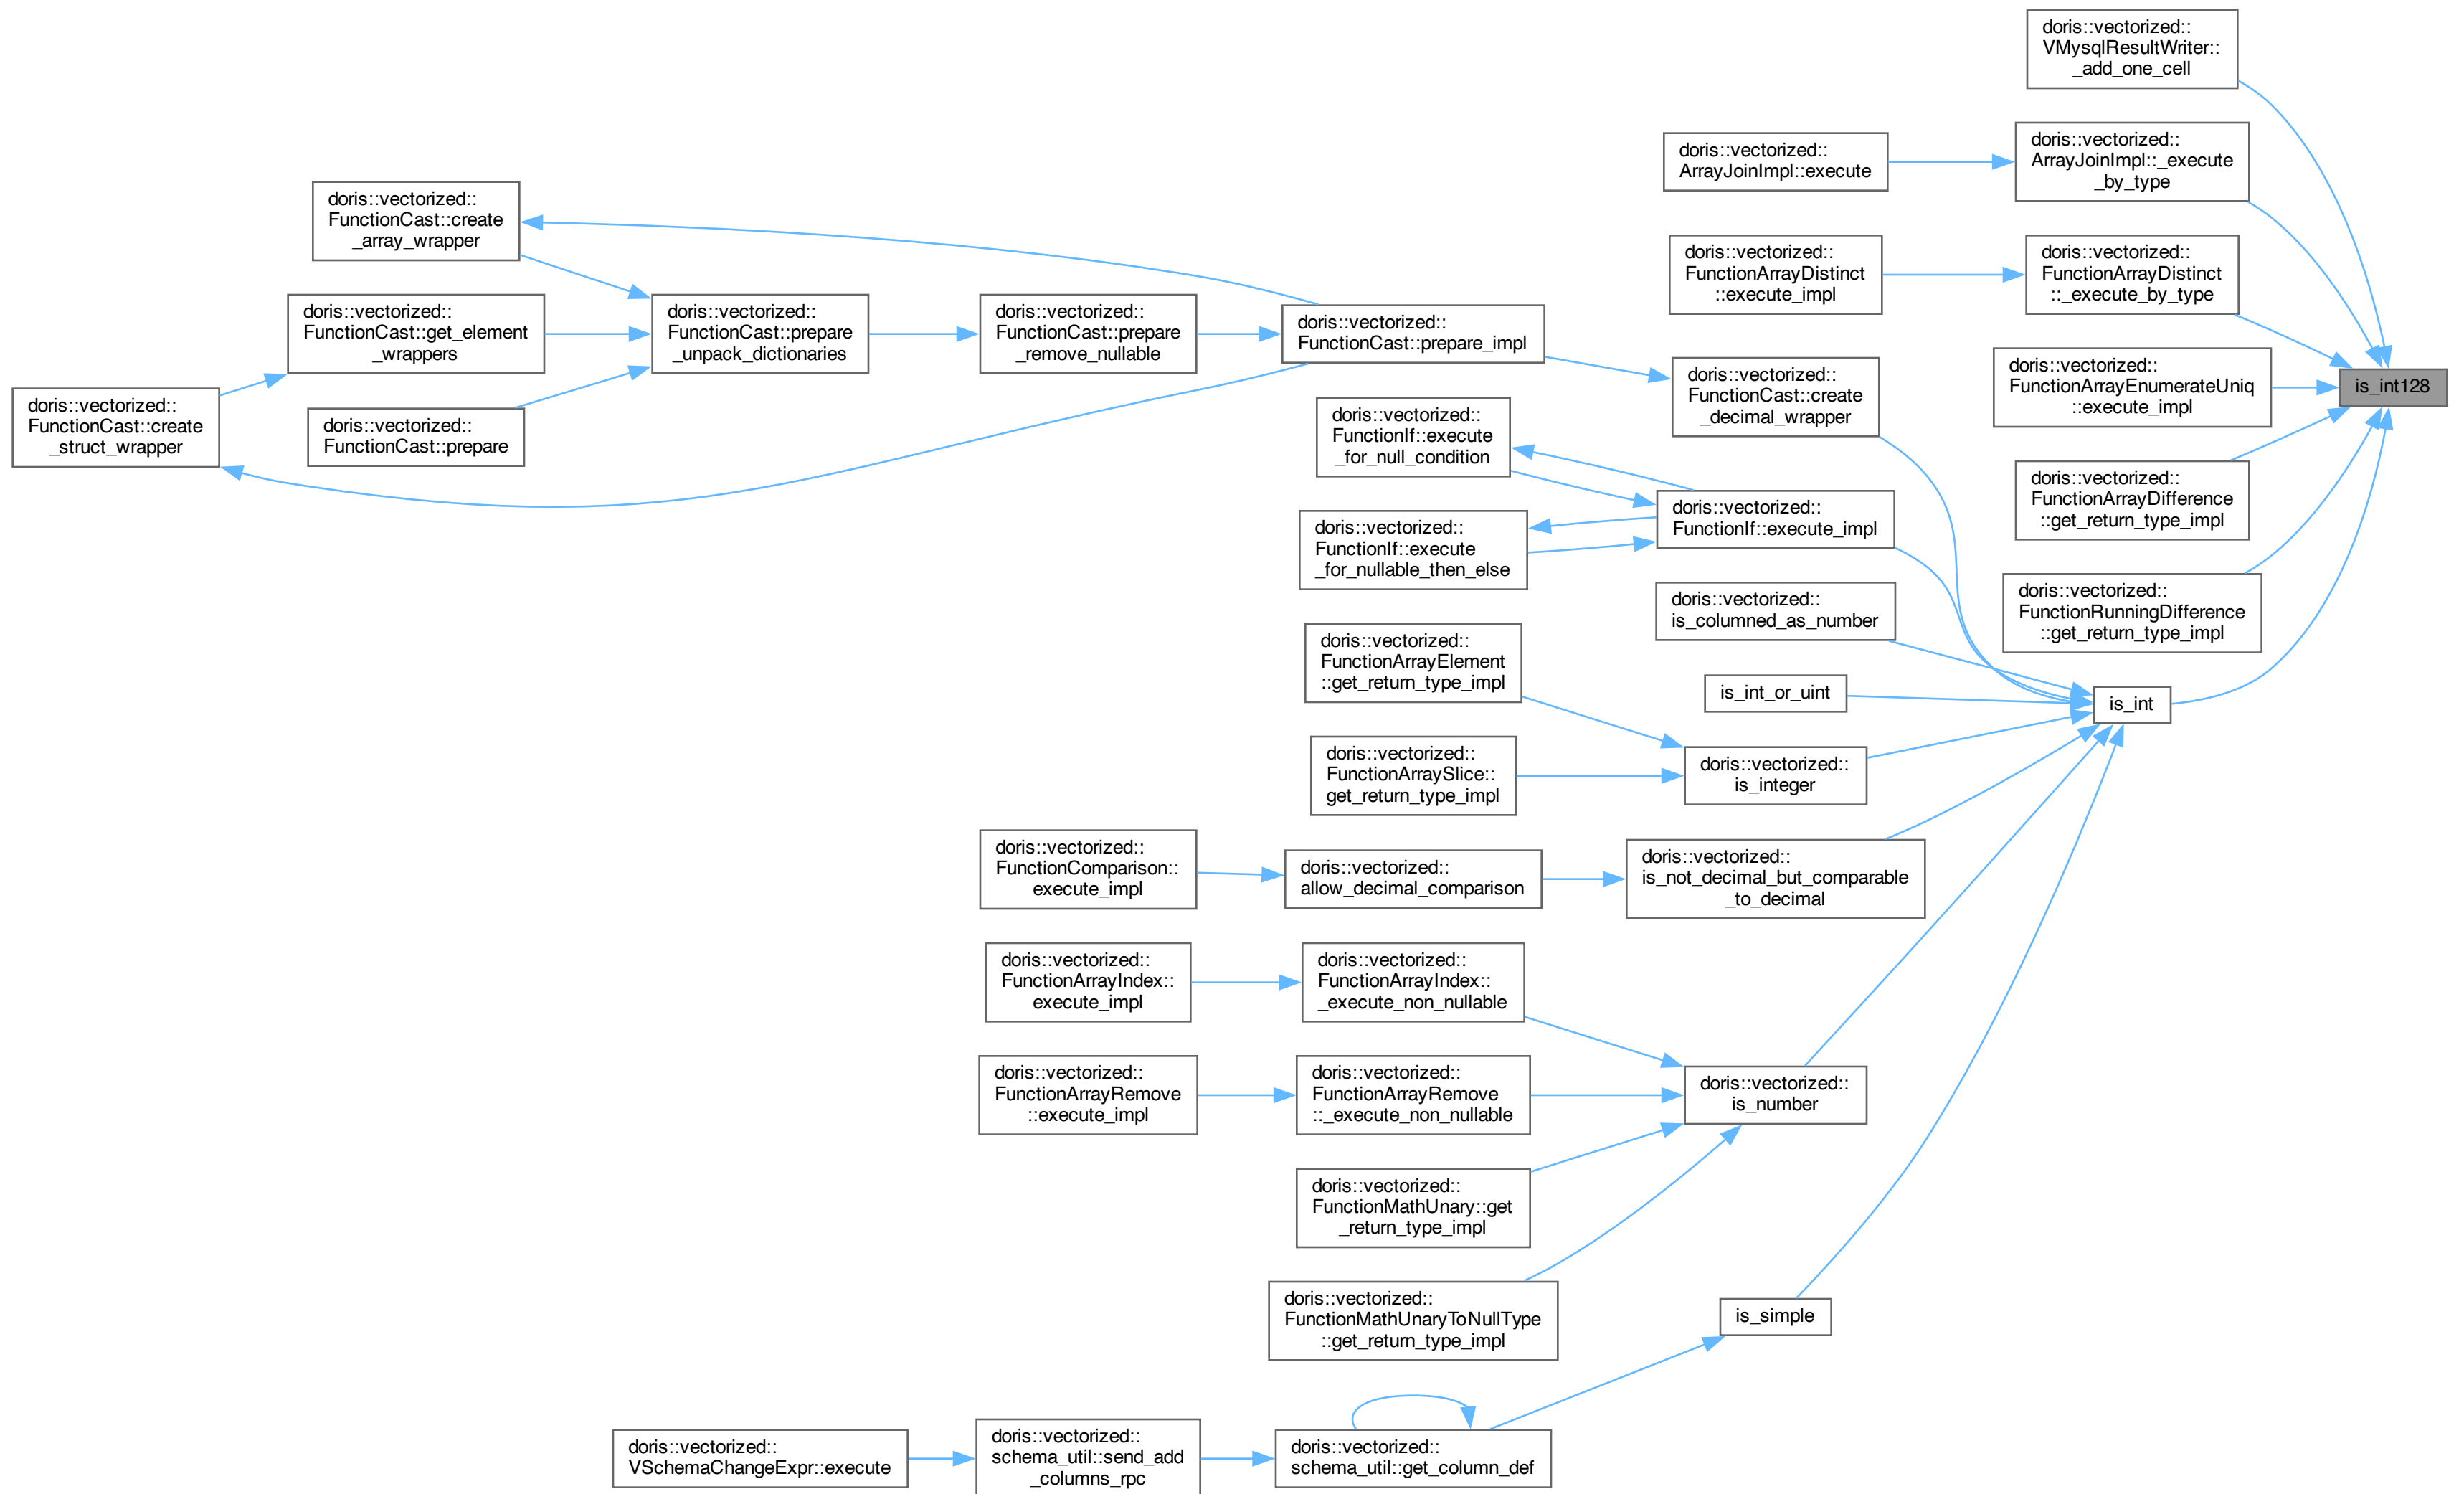 doris::vectorized::
VMysqlResultWriter::
_add_one_cell
doris::vectorized::
ArrayJoinImpl::execute
doris::vectorized::
ArrayJoinImpl::_execute
_by_type
doris::vectorized::
FunctionCast::create
_array_wrapper
doris::vectorized::
FunctionArrayDistinct
::execute_impl
doris::vectorized::
FunctionArrayDistinct
::_execute_by_type
doris::vectorized::
FunctionCast::get_element
_wrappers
doris::vectorized::
FunctionCast::prepare
_unpack_dictionaries
doris::vectorized::
FunctionCast::prepare
_remove_nullable
doris::vectorized::
FunctionCast::prepare_impl
doris::vectorized::
FunctionCast::create
_decimal_wrapper
doris::vectorized::
FunctionArrayEnumerateUniq
::execute_impl
is_int128
doris::vectorized::
FunctionCast::create
_struct_wrapper
doris::vectorized::
FunctionCast::prepare
doris::vectorized::
FunctionIf::execute
_for_null_condition
doris::vectorized::
FunctionArrayDifference
::get_return_type_impl
doris::vectorized::
FunctionIf::execute
_for_nullable_then_else
doris::vectorized::
FunctionIf::execute_impl
doris::vectorized::
is_columned_as_number
doris::vectorized::
FunctionRunningDifference
::get_return_type_impl
doris::vectorized::
FunctionArrayElement
::get_return_type_impl
is_int_or_uint
is_int
doris::vectorized::
FunctionArraySlice::
get_return_type_impl
doris::vectorized::
is_integer
doris::vectorized::
FunctionComparison::
execute_impl
doris::vectorized::
allow_decimal_comparison
doris::vectorized::
is_not_decimal_but_comparable
_to_decimal
doris::vectorized::
FunctionArrayIndex::
execute_impl
doris::vectorized::
FunctionArrayIndex::
_execute_non_nullable
doris::vectorized::
FunctionArrayRemove
::execute_impl
doris::vectorized::
FunctionArrayRemove
::_execute_non_nullable
doris::vectorized::
is_number
doris::vectorized::
FunctionMathUnary::get
_return_type_impl
doris::vectorized::
FunctionMathUnaryToNullType
::get_return_type_impl
is_simple
doris::vectorized::
VSchemaChangeExpr::execute
doris::vectorized::
schema_util::send_add
_columns_rpc
doris::vectorized::
schema_util::get_column_def